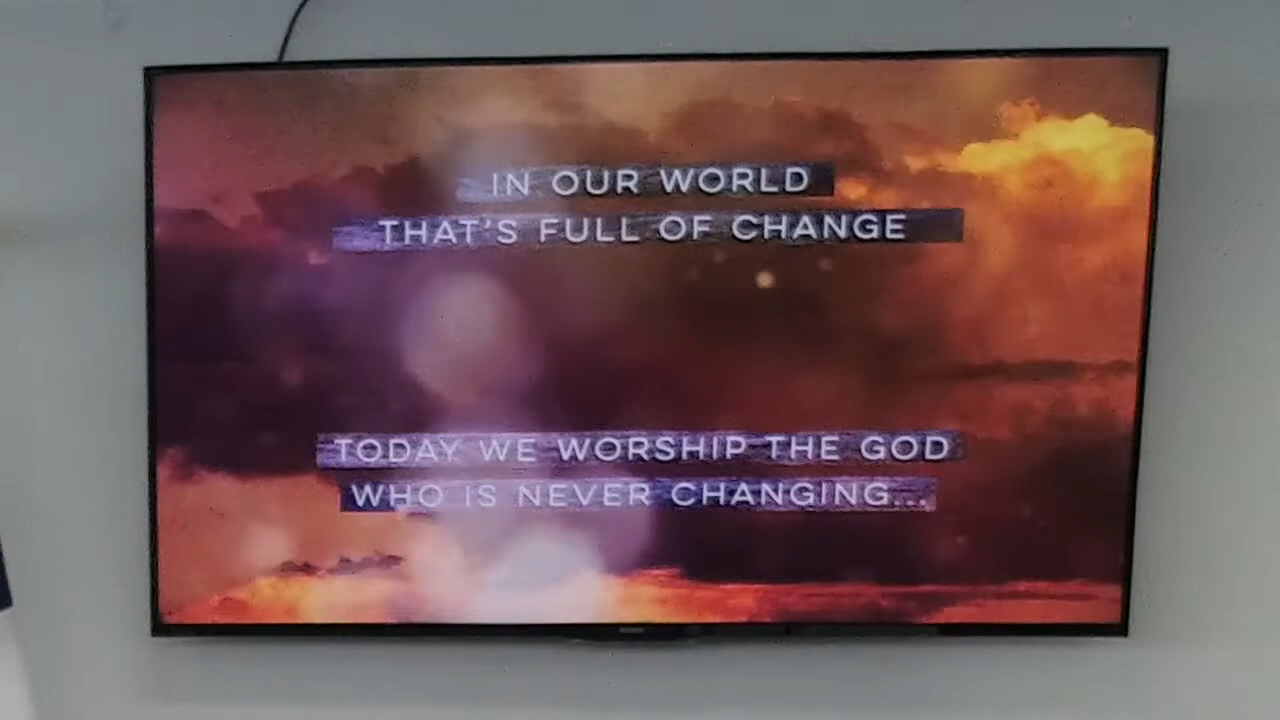 IN OUR WORLD
THAT'S FULL OF CHANGE
TODAY WE WORSHIP THE GOD
WHO IS NEVER CHANGING...